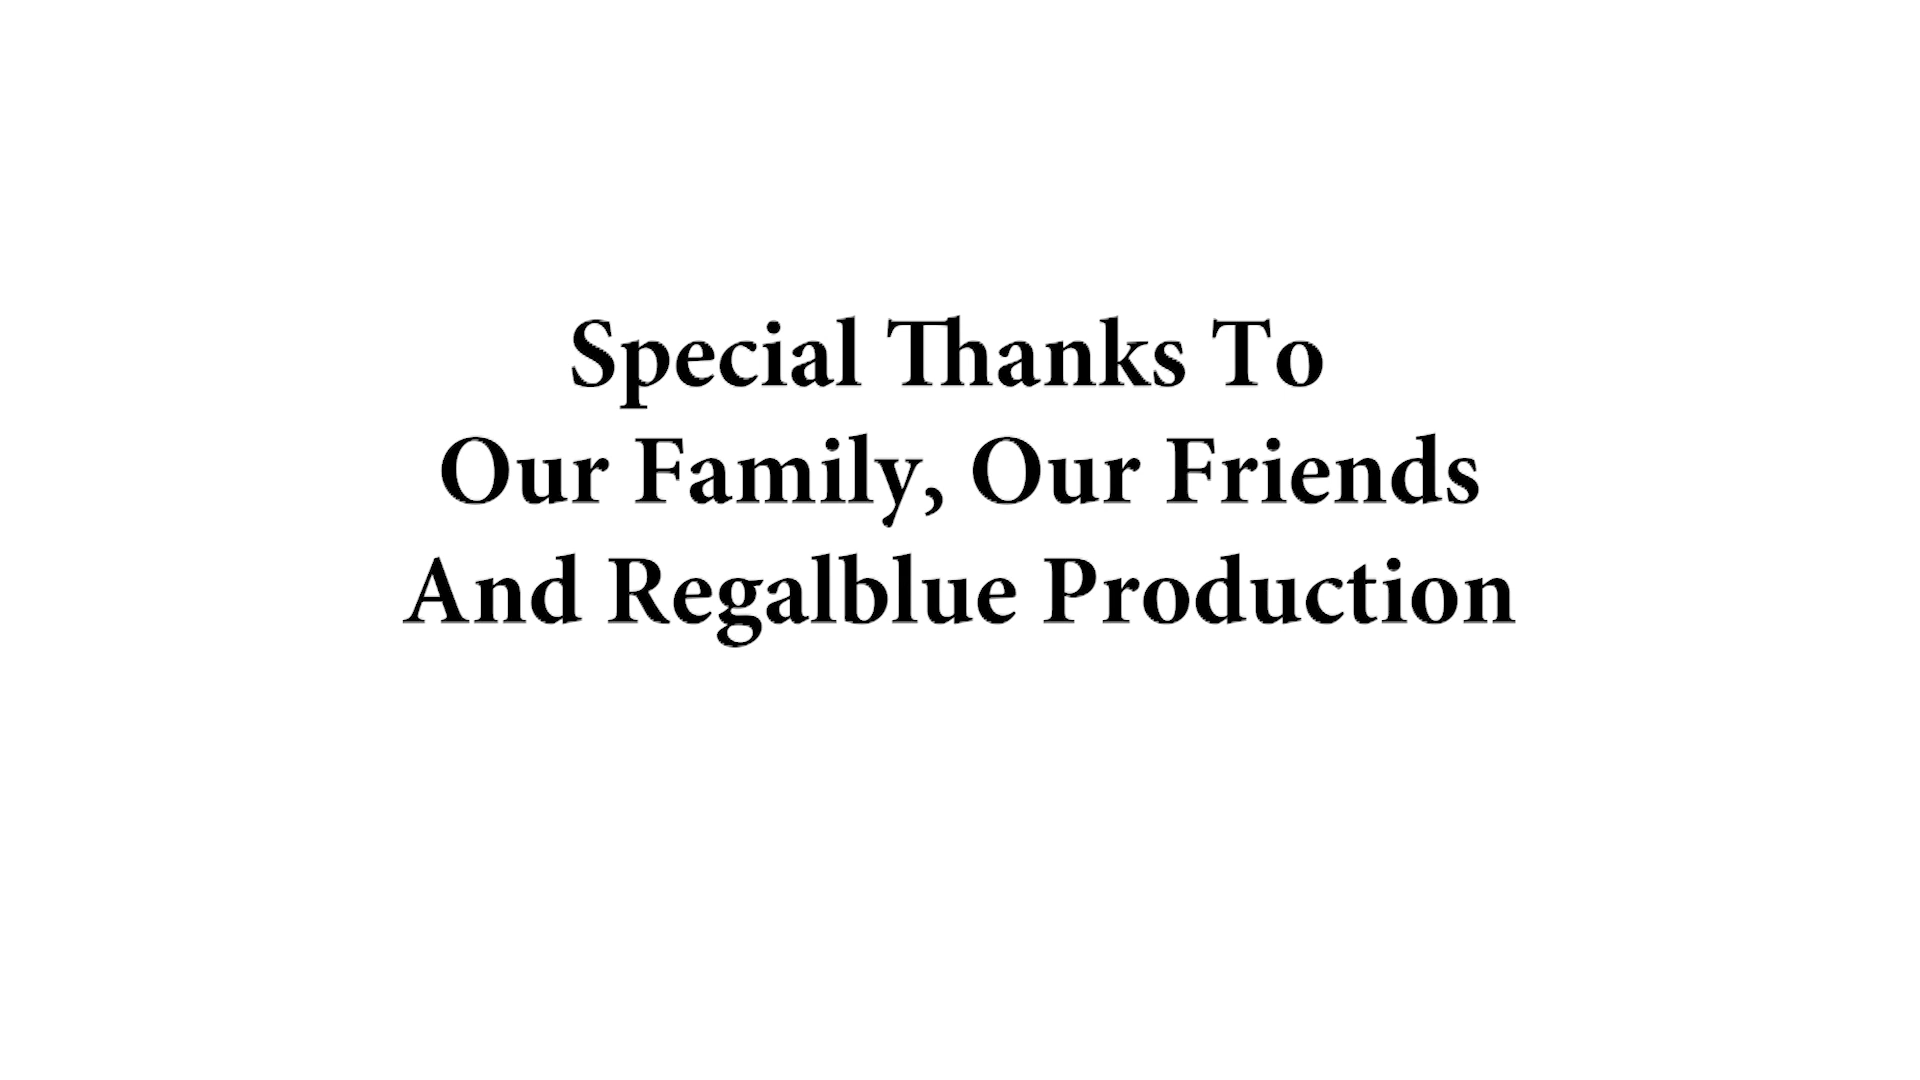 Special Thanks To
Our Family, Our Friends
And Regalblue Production